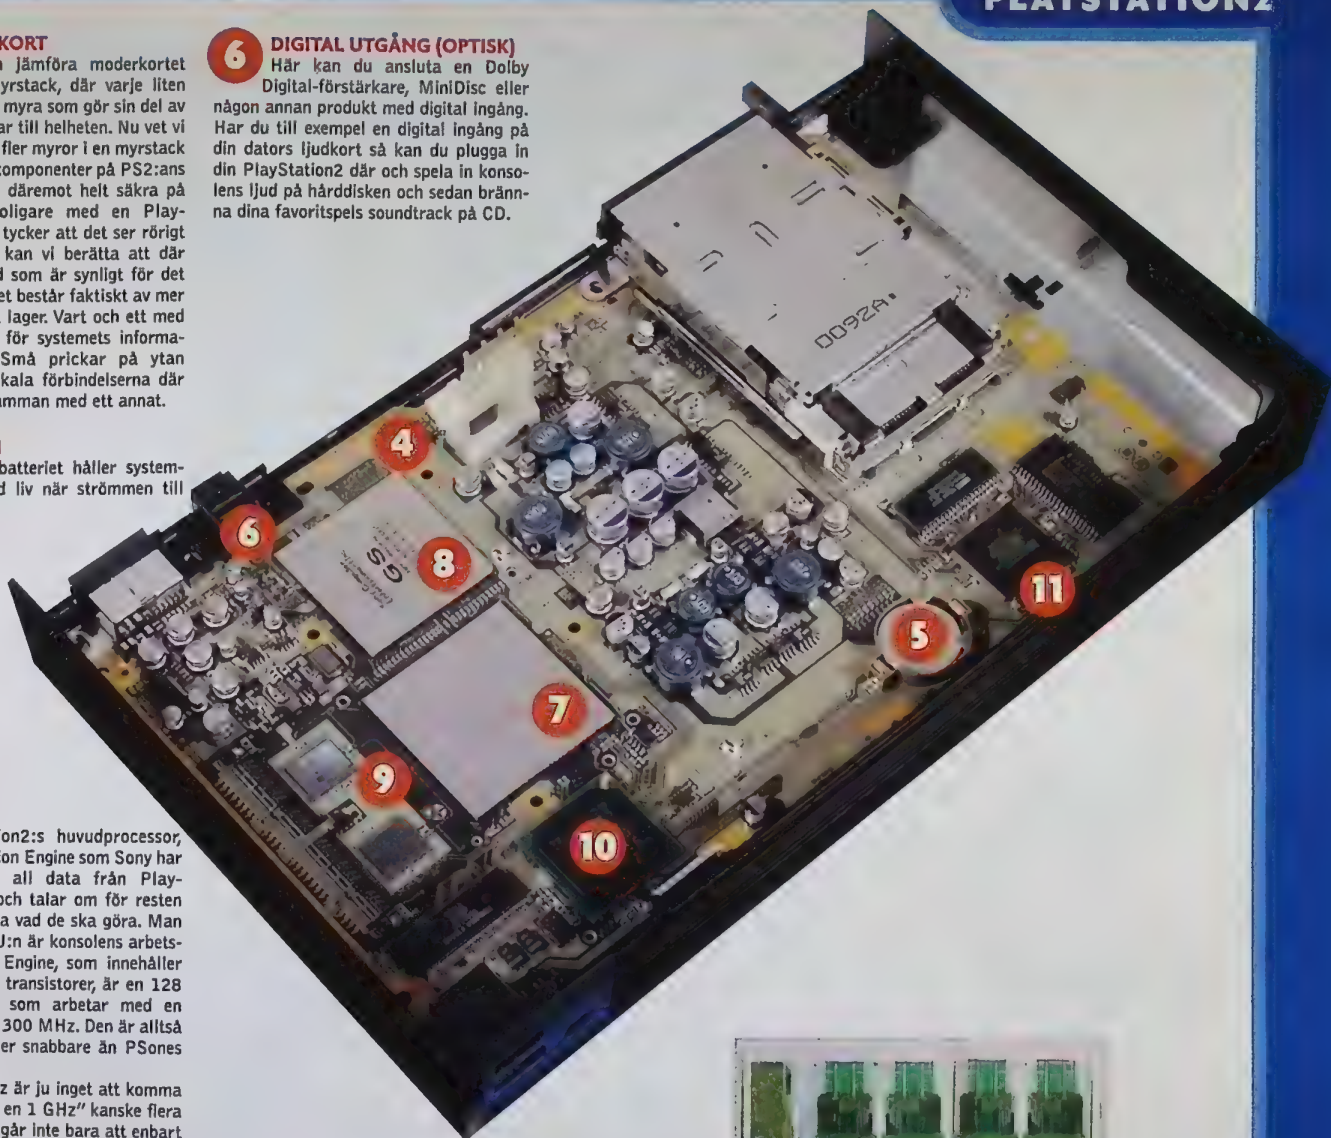 PLAYSTATION2
KORT
jämföra moderkortet
yrstack, där varje liten
myra som gör sin del av
ar till helheten. Nu vet vi
fler myror i en myrstack
komponenter på PS2:ans
däremot helt säkra på
oligare med en Play-
tycker att det ser rörigt
kan vi berätta att där
d som är synligt för det
et består faktiskt av mer
lager. Vart och ett med
för systemets informa-
Små prickar på ytan
kala förbindelserna där
amman med ett annat.
batteriet håller system-
d liv när strömmen till
on2:s huvudprocessor,
on Engine som Sony har
all data från Play-
och talar om för resten
a vad de ska göra. Man
U:n är konsolens arbets-
Engine, som innehåller
transistorer, är en 128
som arbetar med en
300 MHz. Den är alltså
er snabbare än PSones
z är ju inget att komma
en 1 GHz" kanske flera
går inte bara att enbart
6 DIGITAL UTGÅNG (OPTISK)
Här kan du ansluta en Dolby
Digital-förstärkare, MiniDisc eller
någon annan produkt med digital ingång.
Har du till exempel en digital ingång på
din dators ljudkort så kan du plugga in
din PlayStation2 där och spela in konso-
lens ljud på hårddisken och sedan bränn-
na dina favoritspels soundtrack på CD.
0092A
4
6
8
GS
11
5
7
9
10